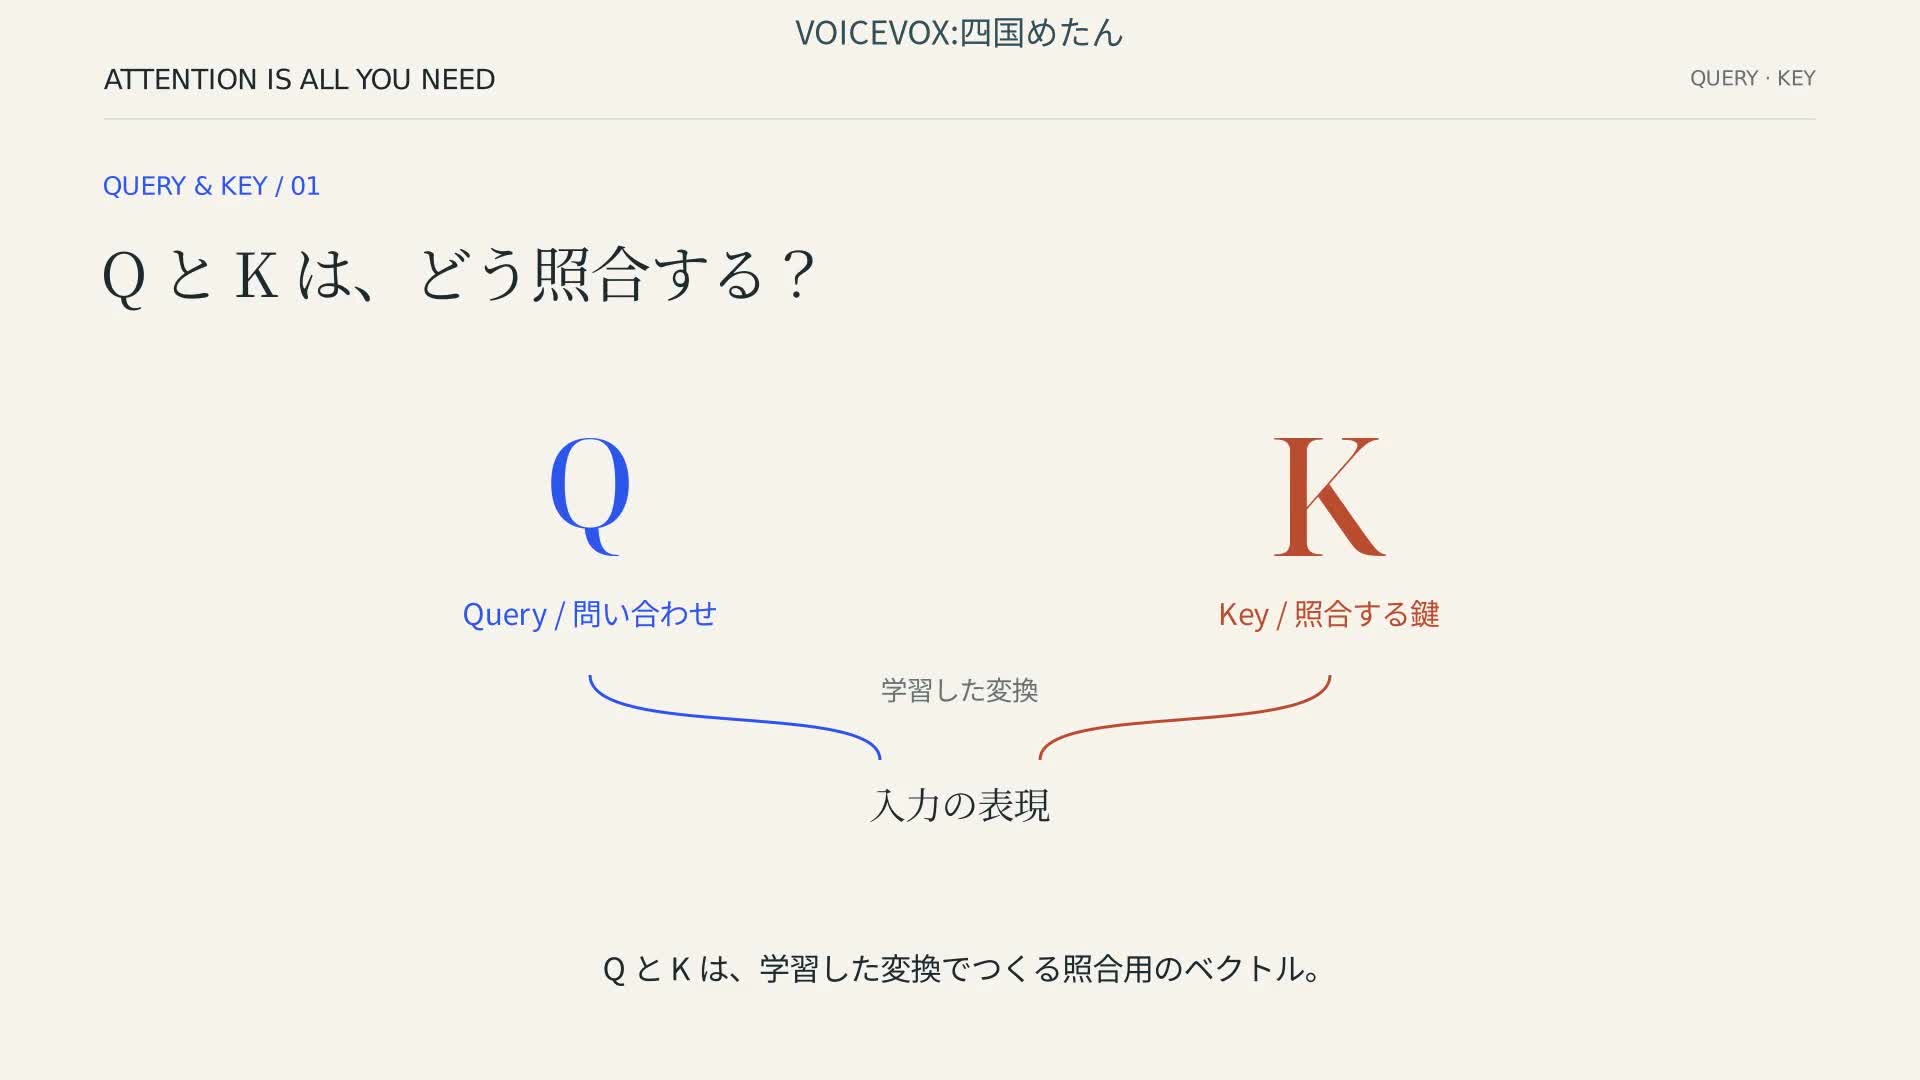 VOICEVOX:四国めたん
ATTENTION IS ALL YOU NEED
QUERY · KEY
QUERY & KEY / 01
Q と K は、どう照合する？
Q
K
Query / 問い合わせ
Key / 照合する鍵
学習した変換
入力の表現
Q と K は、学習した変換でつくる照合用のベクトル。